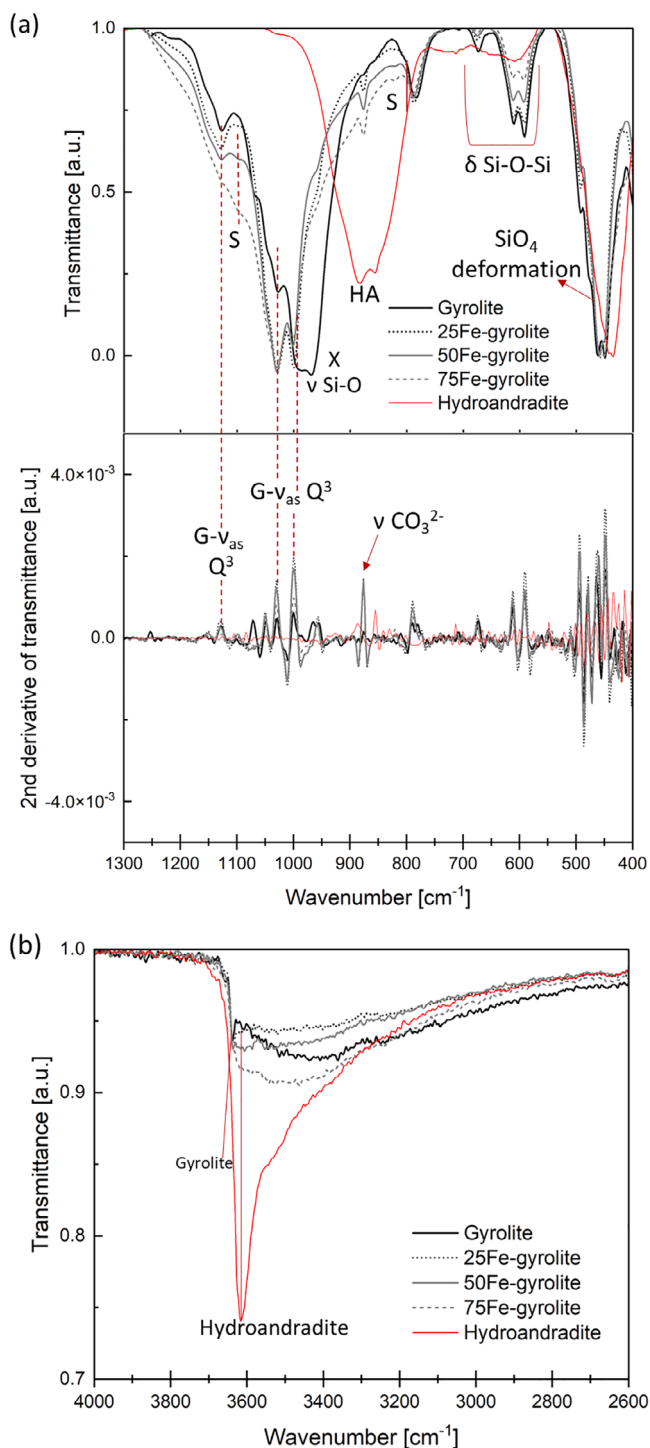 (a)
1.0
0.5
0.0
Transmittance [a.u.]
S
S
HA
X
ν Si-O
δ Si-O-Si
SiO₄
deformation
Gyrolite
25Fe-gyrolite
50Fe-gyrolite
75Fe-gyrolite
Hydroandradite
4.0×10⁻³
0.0
-4.0×10⁻³
2nd derivative of transmittance [a.u.]
G-νₐₛ
Q³
G-νₐₛ Q³
ν CO₃²⁻
1300 1200 1100 1000 900 800 700 600 500 400
Wavenumber [cm⁻¹]
(b)
1.0
0.9
0.8
0.7
Transmittance [a.u.]
Gyrolite
Hydroandradite
Gyrolite
25Fe-gyrolite
50Fe-gyrolite
75Fe-gyrolite
Hydroandradite
4000 3800 3600 3400 3200 3000 2800 2600
Wavenumber [cm⁻¹]